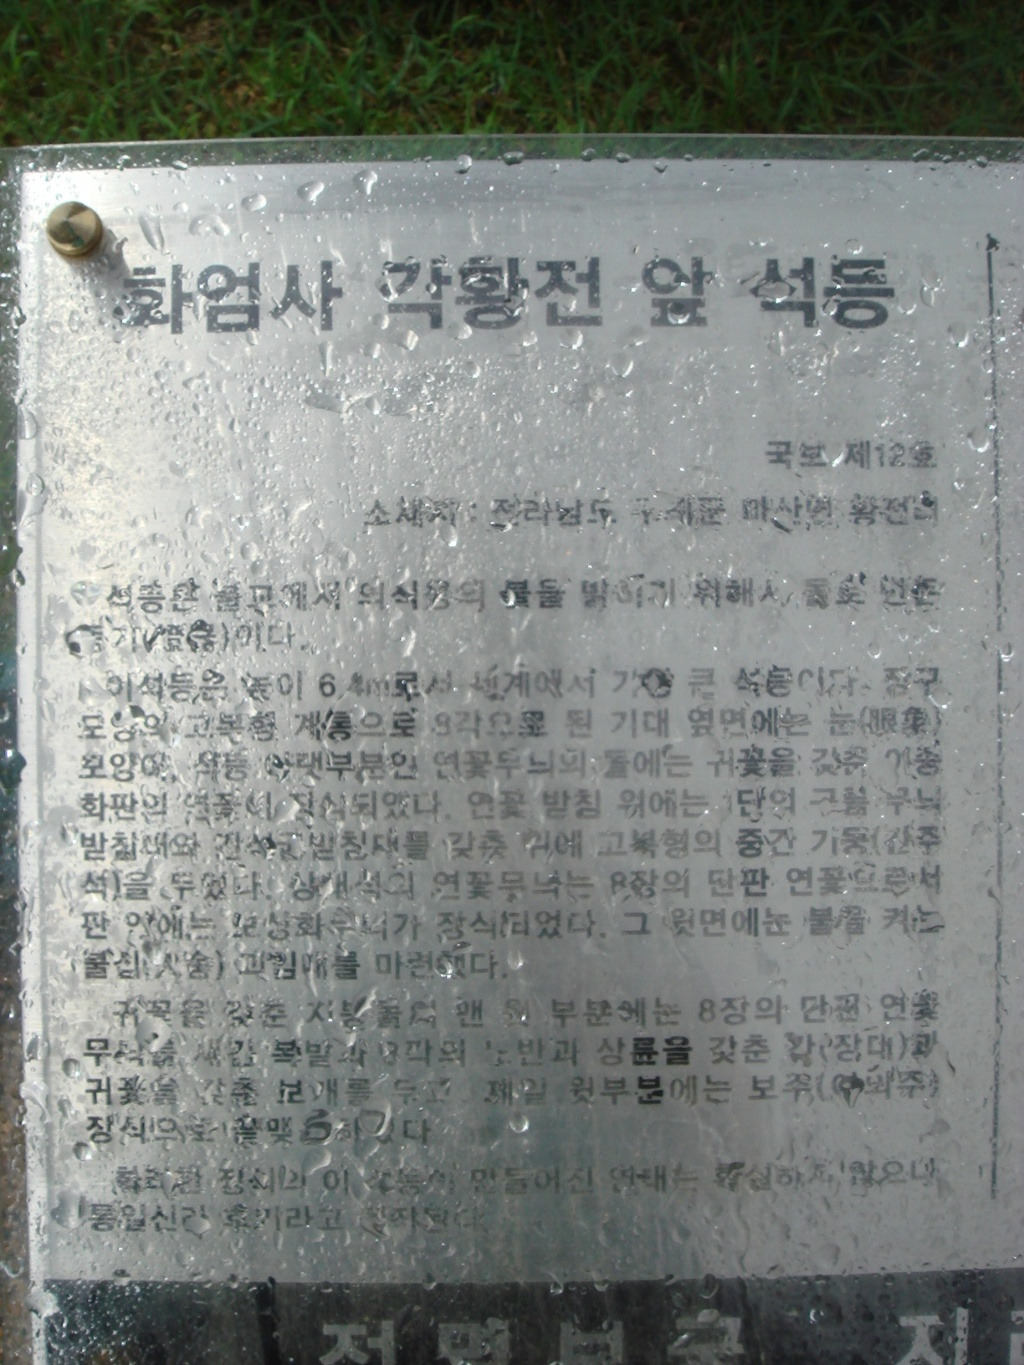 화엄사 각황전 앞 석등
국보 제12호
소재지 : 전라남도 구례군 마산면 황전리
석등은 불교에서 의식용의 불을 밝히기 위해서 돌로 만든
등기(燈器)이다.
이석등은 높이 6.4m로서 세계에서 가장 큰 석등이다. 장구
모양의 고복형 계통으로 8각으로 된 기대 옆면에는 눈(眼象)
모양이, 석등 아랫부분인 연꽃무늬의 돌에는 귀꽃을 갖춘
화판의 연꽃이 장식되었다. 연꽃 받침 위에는 1단의 구름 무늬
받침대와 간석군받침대를 갖춘 위에 고복형의 중간 기둥(간주
석)을 두었다. 상대석의 연꽃무늬는 8장의 단판 연꽃으로서
판 안에는 보상화무늬가 장식되었다. 그 윗면에는 불을 켜는
불집(火舍) 괴임대를 마련했다.
귀꽃을 갖춘 지붕돌의 맨 윗 부분에는 8장의 단판 연꽃
무늬를 새긴 복발과 8각의 노반과 상륜을 갖춘 (장대)과
귀꽃을 갖춘 보개를 두고 제일 윗부분에는 보주
장식으로 끝맺음하였다
화려한 장식의 이 석등이 만들어진 연대는 확실하지 않으나
통일신라 후기라고 짐작된다